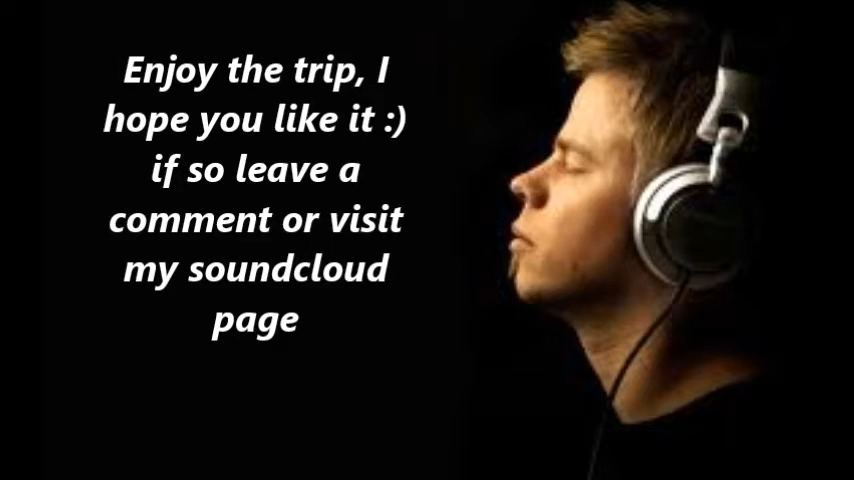 Enjoy the trip, I
hope you like it :)
if so leave a
comment or visit
my soundcloud
page